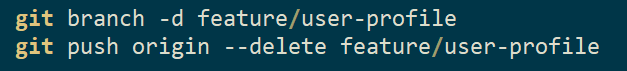 git branch -d feature/user-profile
git push origin --delete feature/user-profile